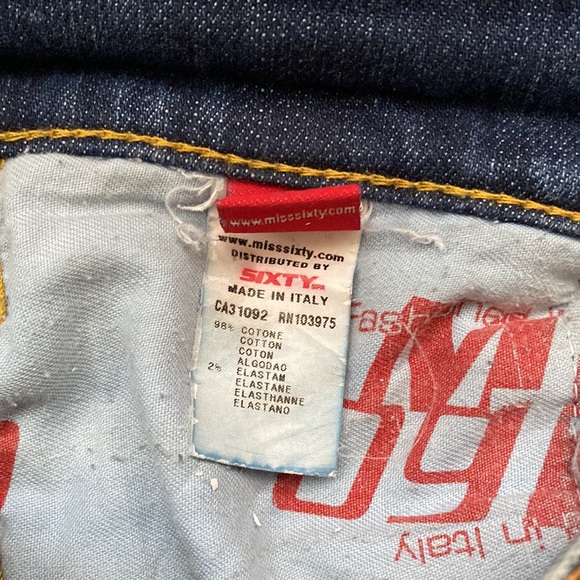 www.misssixty.com
www.misssixty.com
DISTRIBUTED BY
SIXTY SPA
MADE IN ITALY
CA31092 RN103975
98% COTONE
COTTON
COTON
ALGODAO
2% ELASTAM
ELASTANE
ELASTHANNE
ELASTANO
M
in Italy